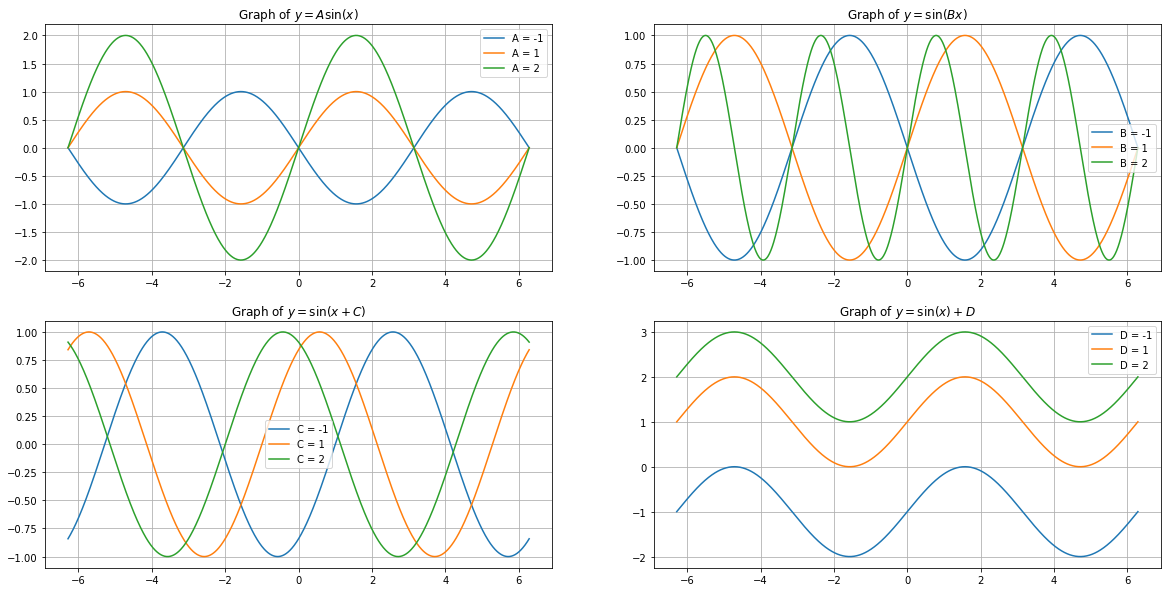 Graph of y = A sin(x)
2.0
1.5
1.0
0.5
0.0
−0.5
−1.0
−1.5
−2.0
−6 −4 −2 0 2 4 6
A = -1
A = 1
A = 2
Graph of y = sin(Bx)
1.00
0.75
0.50
0.25
0.00
−0.25
−0.50
−0.75
−1.00
−6 −4 −2 0 2 4 6
B = -1
B = 1
B = 2
Graph of y = sin(x + C)
1.00
0.75
0.50
0.25
0.00
−0.25
−0.50
−0.75
−1.00
−6 −4 −2 0 2 4 6
C = -1
C = 1
C = 2
Graph of y = sin(x) + D
3
2
1
0
−1
−2
−6 −4 −2 0 2 4 6
D = -1
D = 1
D = 2